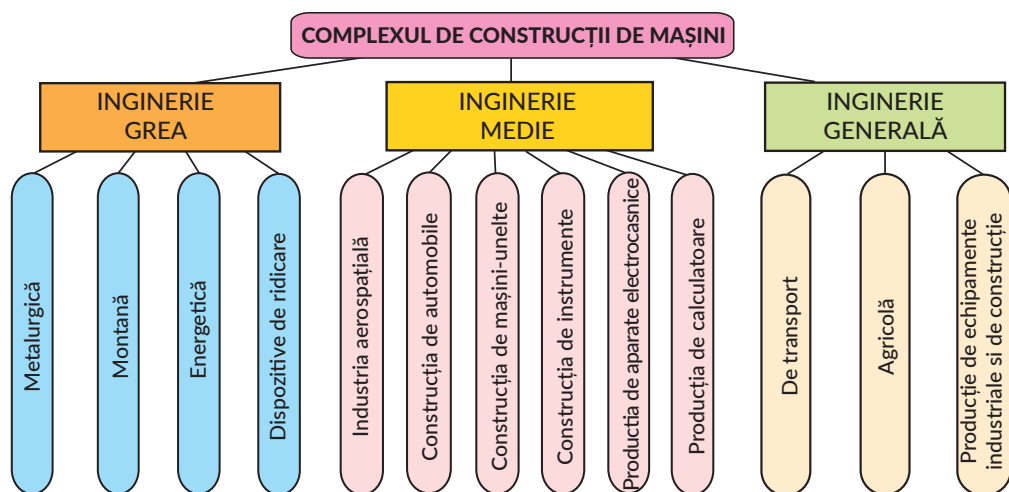 COMPLEXUL DE CONSTRUCȚII DE MAȘINI
INGINERIE
GREA
INGINERIE
MEDIE
INGINERIE
GENERALĂ
Metalurgică
Montană
Energetică
Dispozitive de ridicare
Industria aerospațială
Construcția de automobile
Construcția de mașini-unelte
Construcția de instrumente
Productia de aparate electrocasnice
Producția de calculatoare
De transport
Agricolă
Producție de echipamente
industriale si de construcție